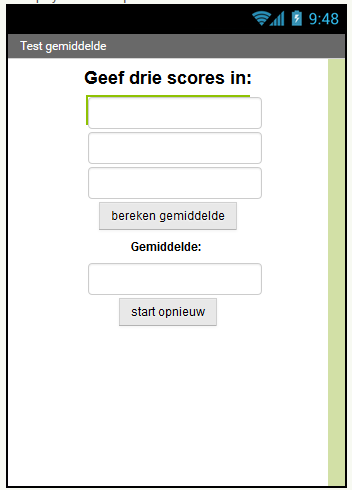 9:48
Test gemiddelde
Geef drie scores in:
bereken gemiddelde
Gemiddelde:
start opnieuw